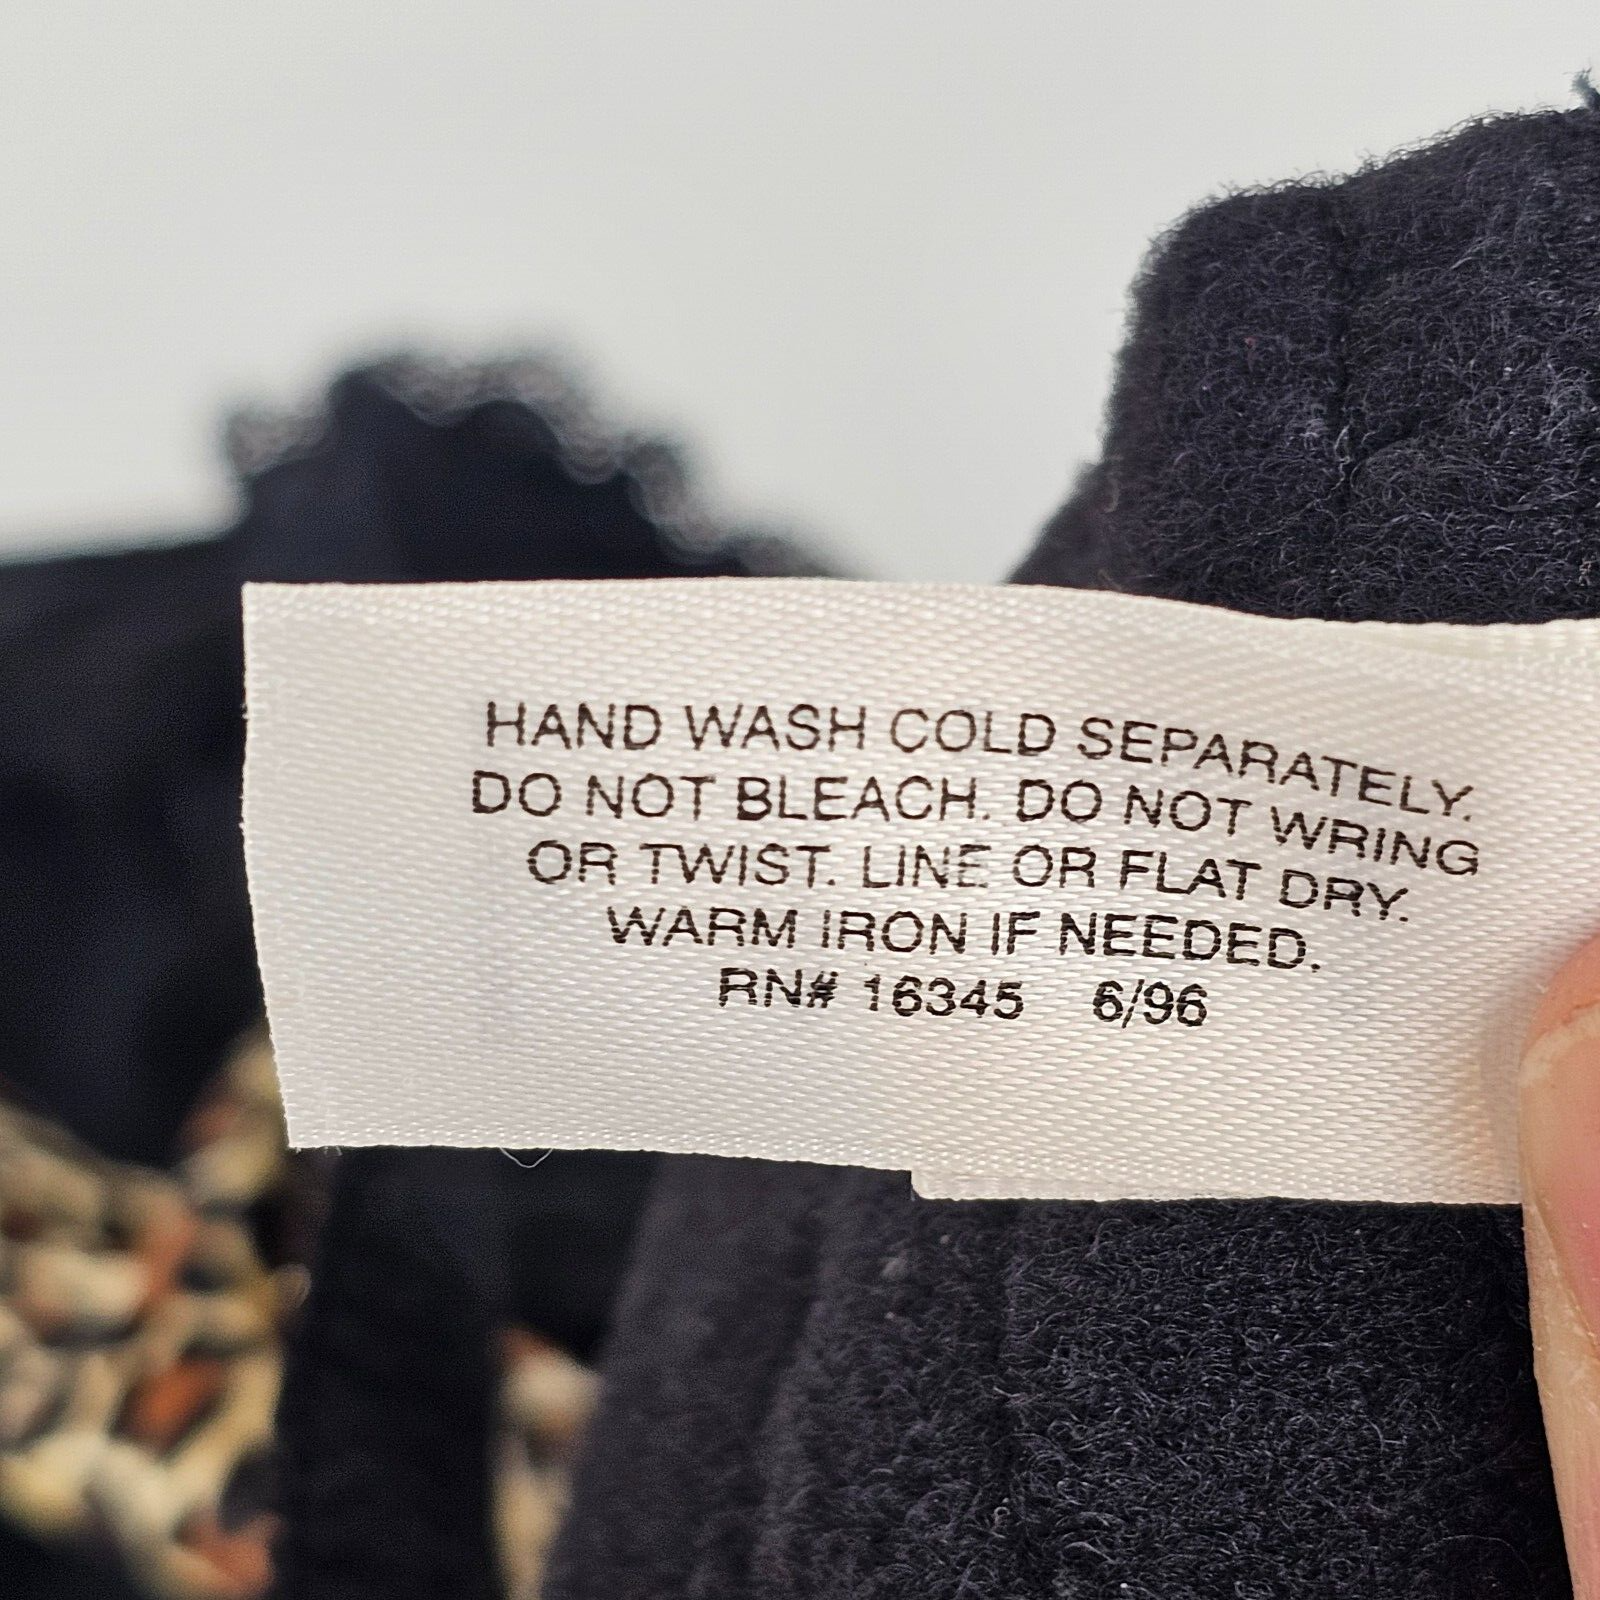 HAND WASH COLD SEPARATELY.
DO NOT BLEACH. DO NOT WRING
OR TWIST. LINE OR FLAT DRY.
WARM IRON IF NEEDED.
RN# 16345 6/96